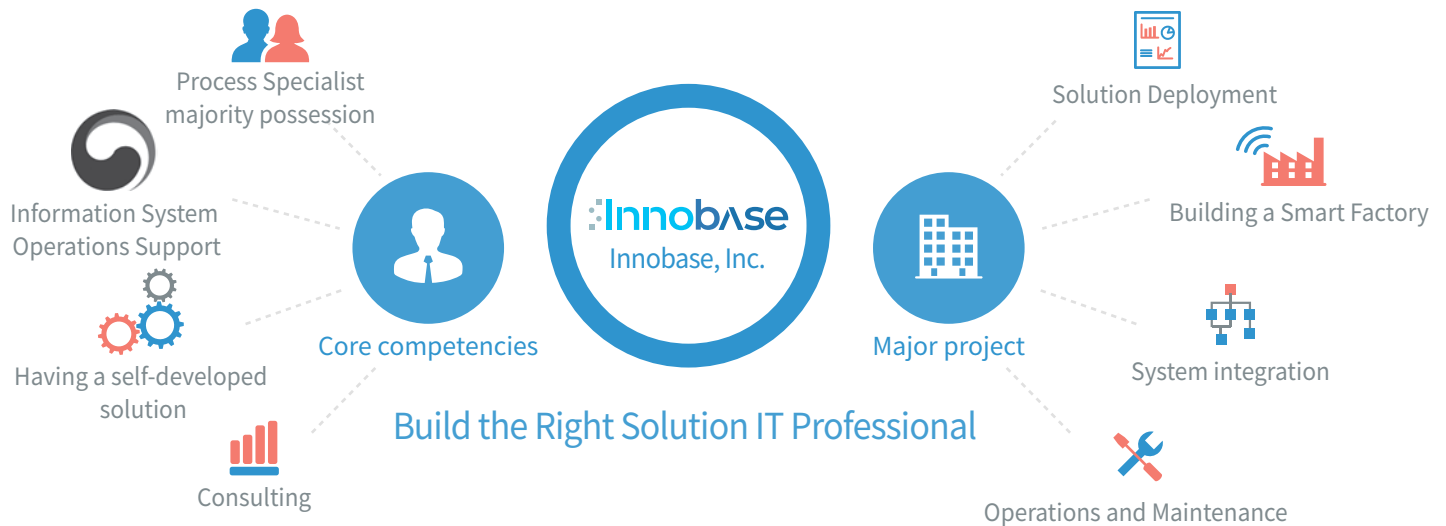 Process Specialist
majority possession
Information System
Operations Support
Having a self-developed
solution
Consulting
Core competencies
Innobase
Innobase, Inc.
Build the Right Solution IT Professional
Major project
Solution Deployment
Building a Smart Factory
System integration
Operations and Maintenance